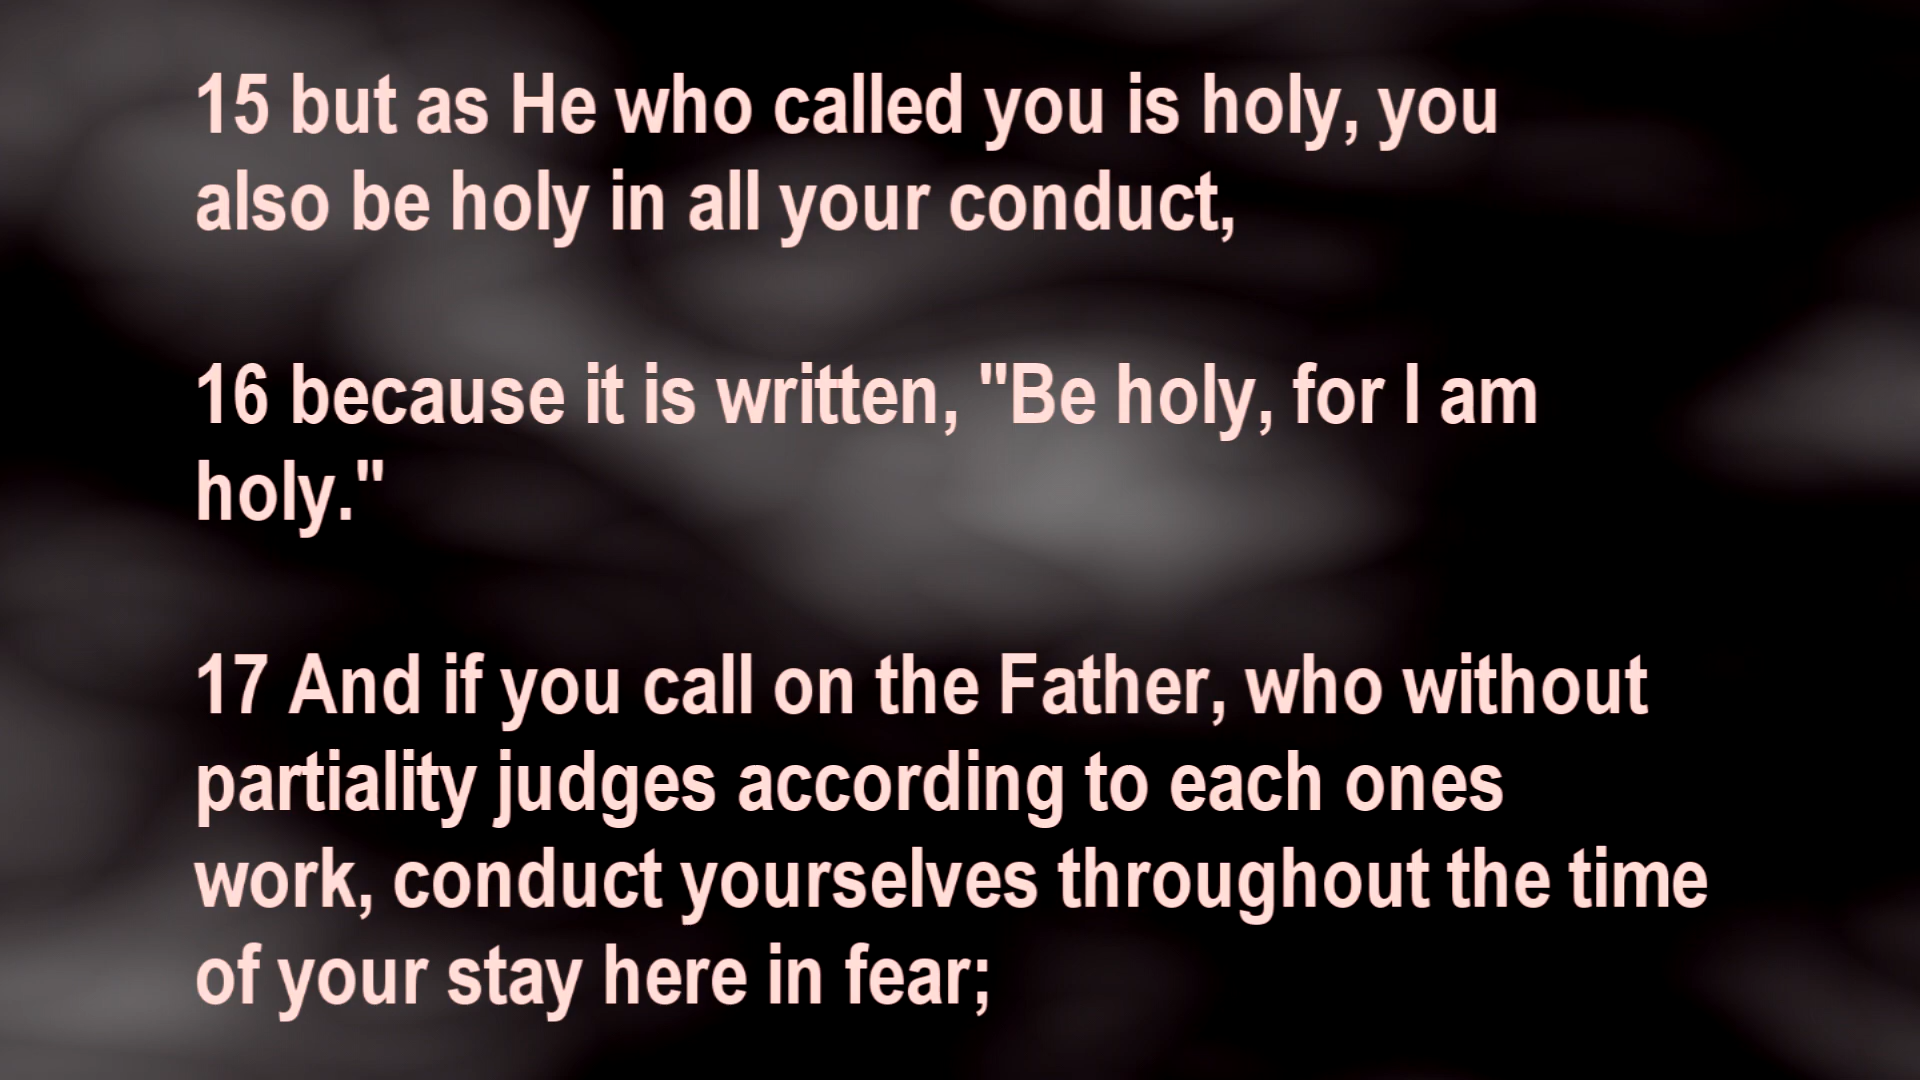 15 but as He who called you is holy, you
also be holy in all your conduct,
16 because it is written, "Be holy, for I am
holy."
17 And if you call on the Father, who without
partiality judges according to each ones
work, conduct yourselves throughout the time
of your stay here in fear;